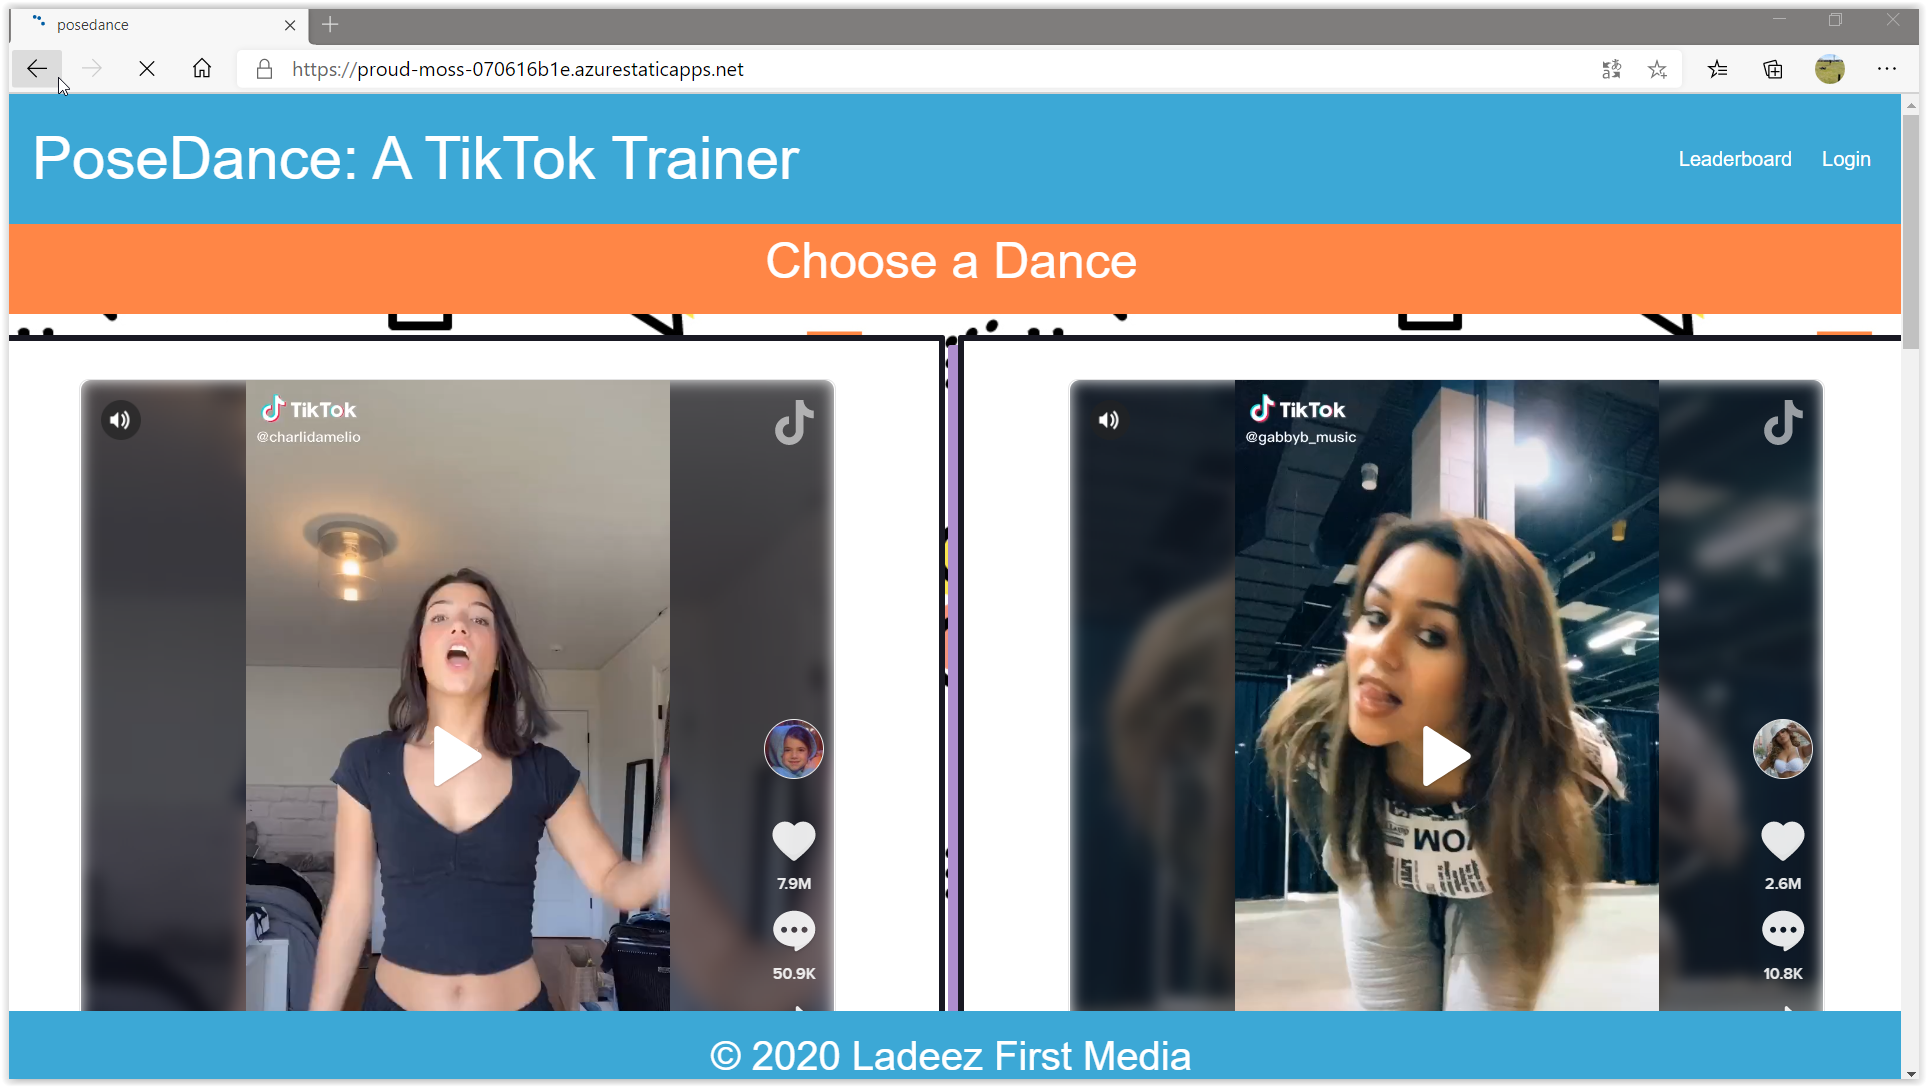 posedance
https://proud-moss-070616b1e.azurestaticapps.net
PoseDance: A TikTok Trainer
Leaderboard
Login
Choose a Dance
TikTok
@charlidamelio
7.9M
50.9K
TikTok
@gabbyb_music
2.6M
10.8K
© 2020 Ladeez First Media